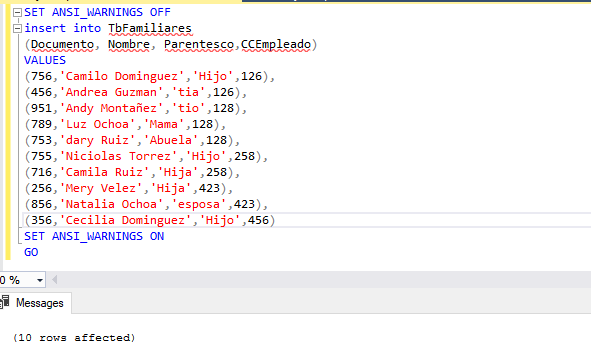 SET ANSI_WARNINGS OFF
insert into TbFamiliares
(Documento, Nombre, Parentesco,CCEmpleado)
VALUES
(756,'Camilo Dominguez','Hijo',126),
(456,'Andrea Guzman','tia',126),
(951,'Andy Montañez','tio',128),
(789,'Luz Ochoa','Mama',128),
(753,'dary Ruiz','Abuela',128),
(755,'Niciolas Torrez','Hijo',258),
(716,'Camila Ruiz','Hija',258),
(256,'Mery Velez','Hija',423),
(856,'Natalia Ochoa','esposa',423),
(356,'Cecilia Dominguez','Hijo',456)
SET ANSI_WARNINGS ON
GO
0 %
Messages
(10 rows affected)